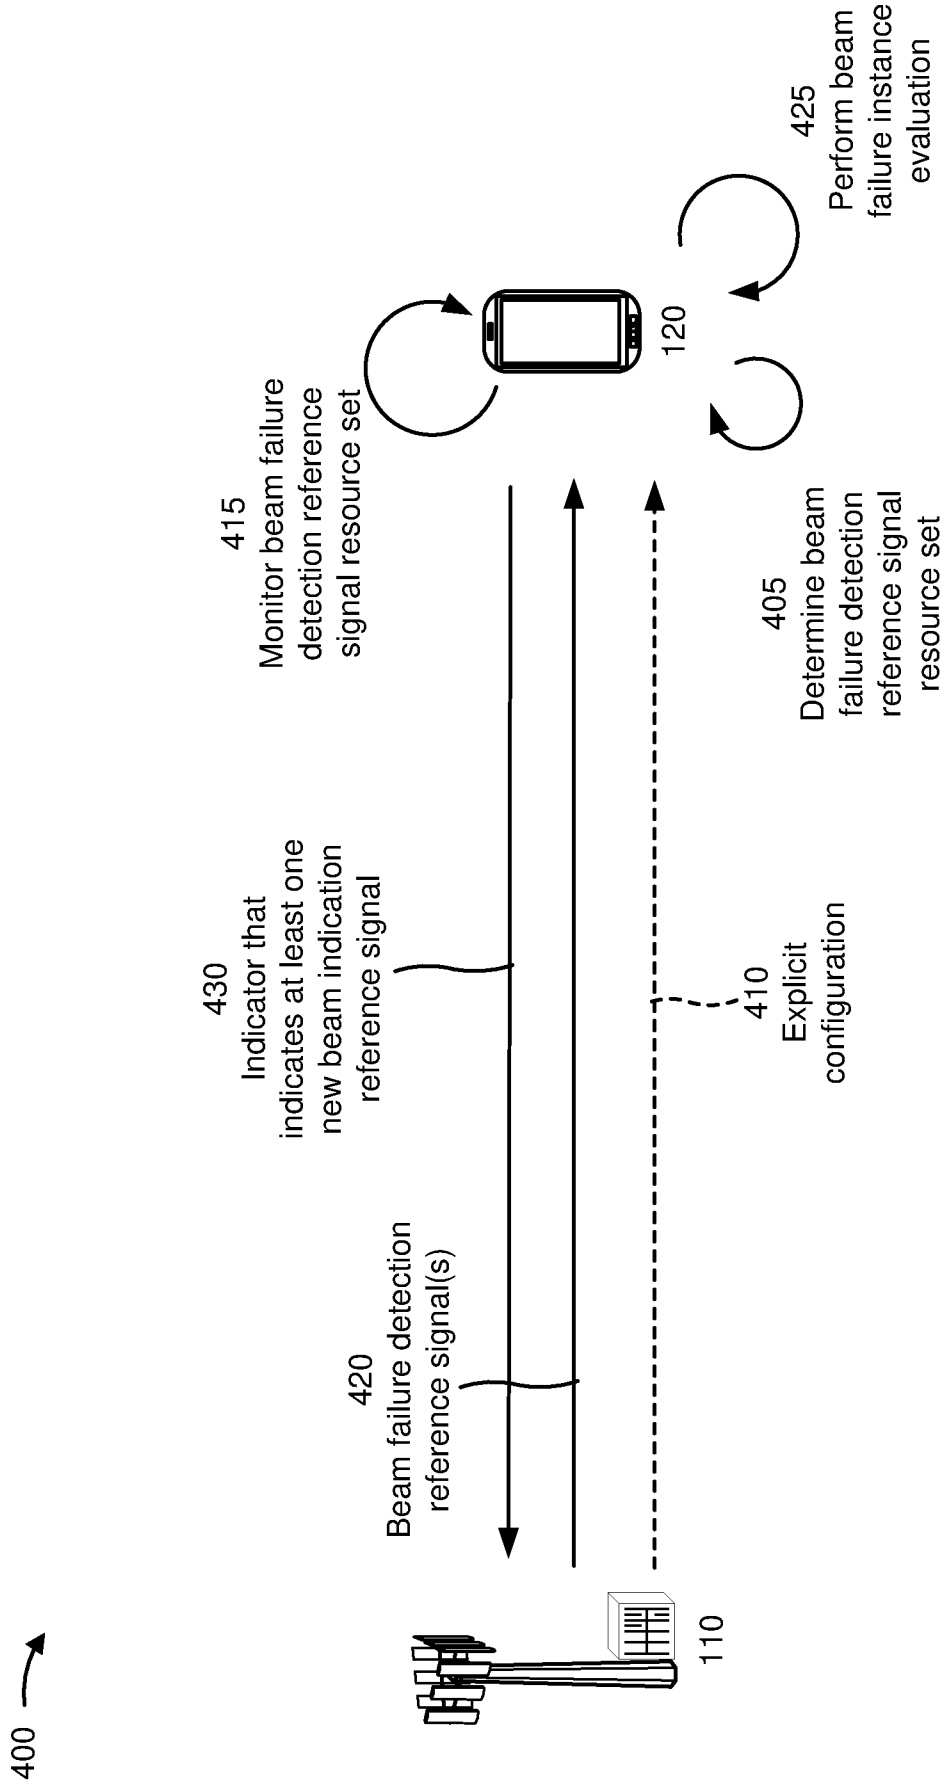 400
110
120
405
Determine beam
failure detection
reference signal
resource set
410
Explicit
configuration
415
Monitor beam failure
detection reference
signal resource set
420
Beam failure detection
reference signal(s)
425
Perform beam
failure instance
evaluation
430
Indicator that
indicates at least one
new beam indication
reference signal